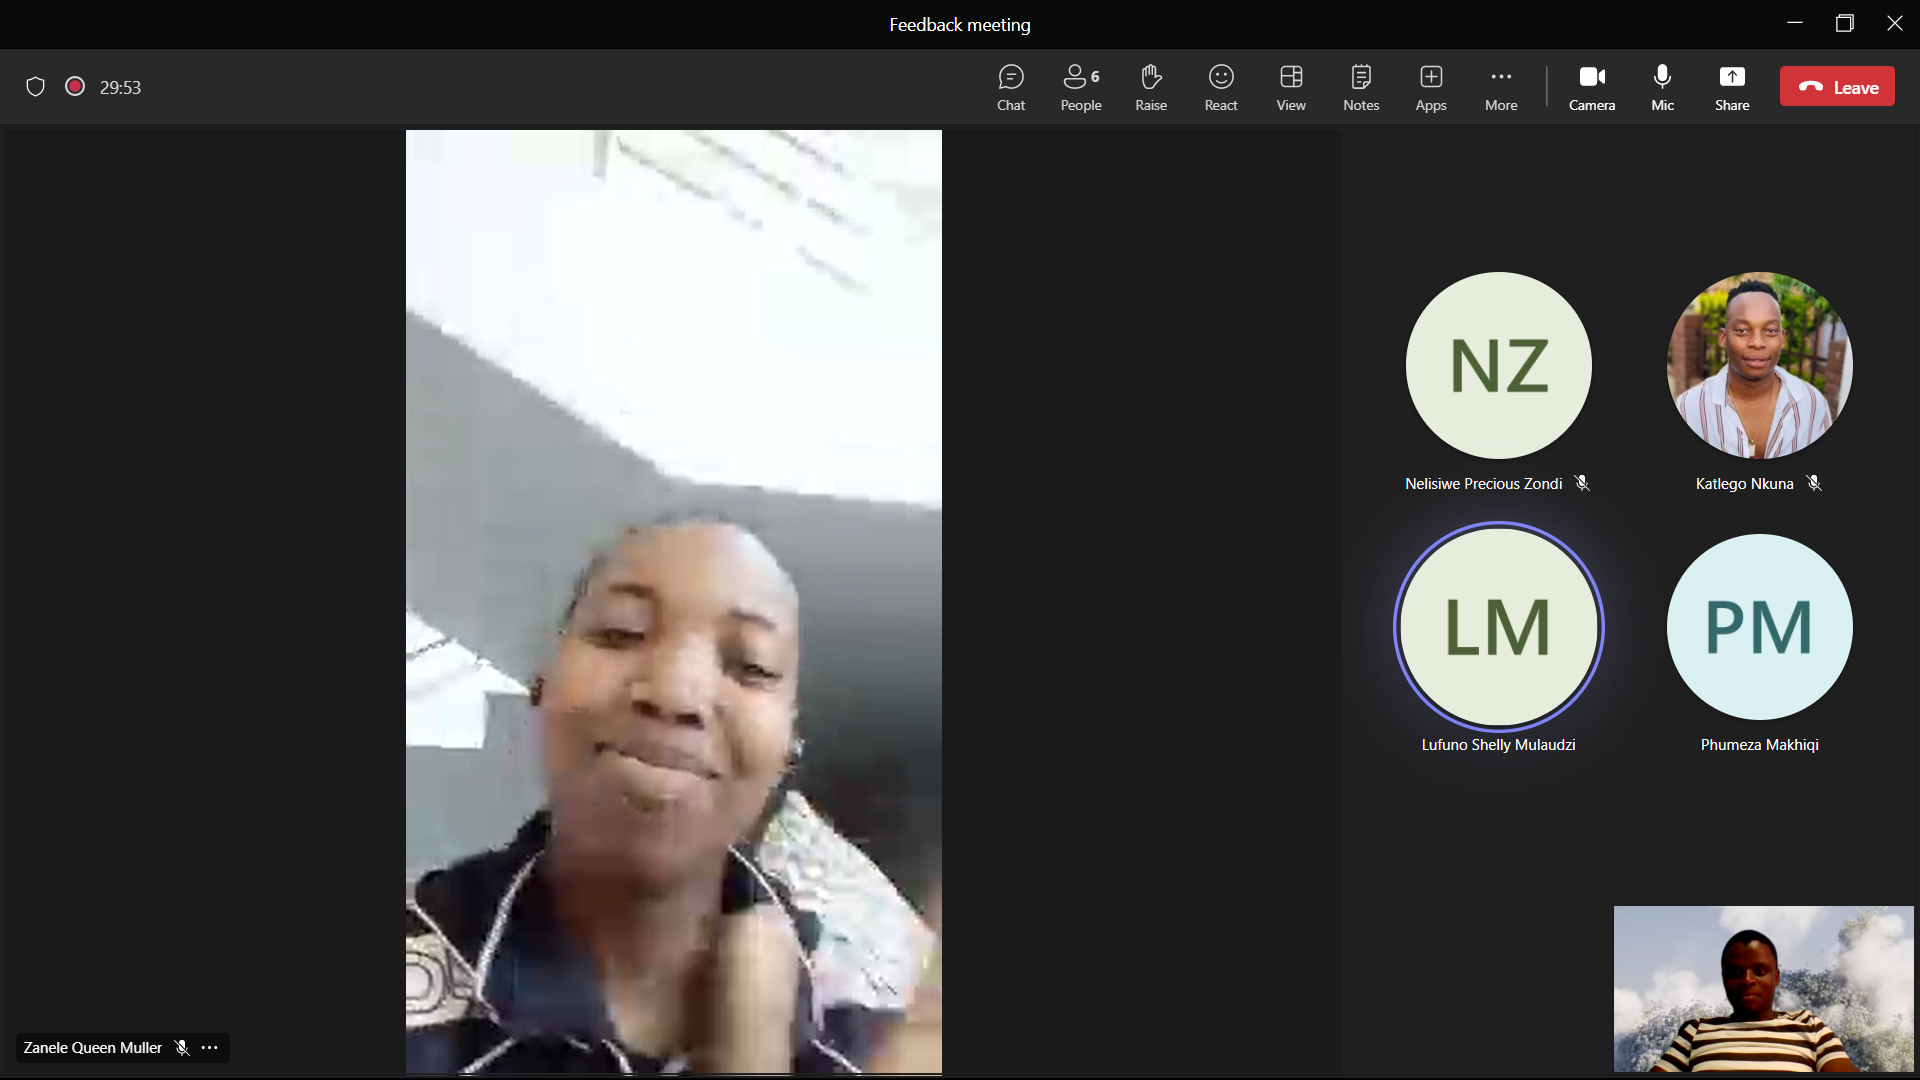 Feedback meeting
29:53
Chat
People
6
Raise
React
View
Notes
Apps
More
Camera
Mic
Share
Leave
NZ
Nelisiwe Precious Zondi
Katlego Nkuna
LM
Lufuno Shelly Mulaudzi
PM
Phumeza Makhiqi
Zanele Queen Muller